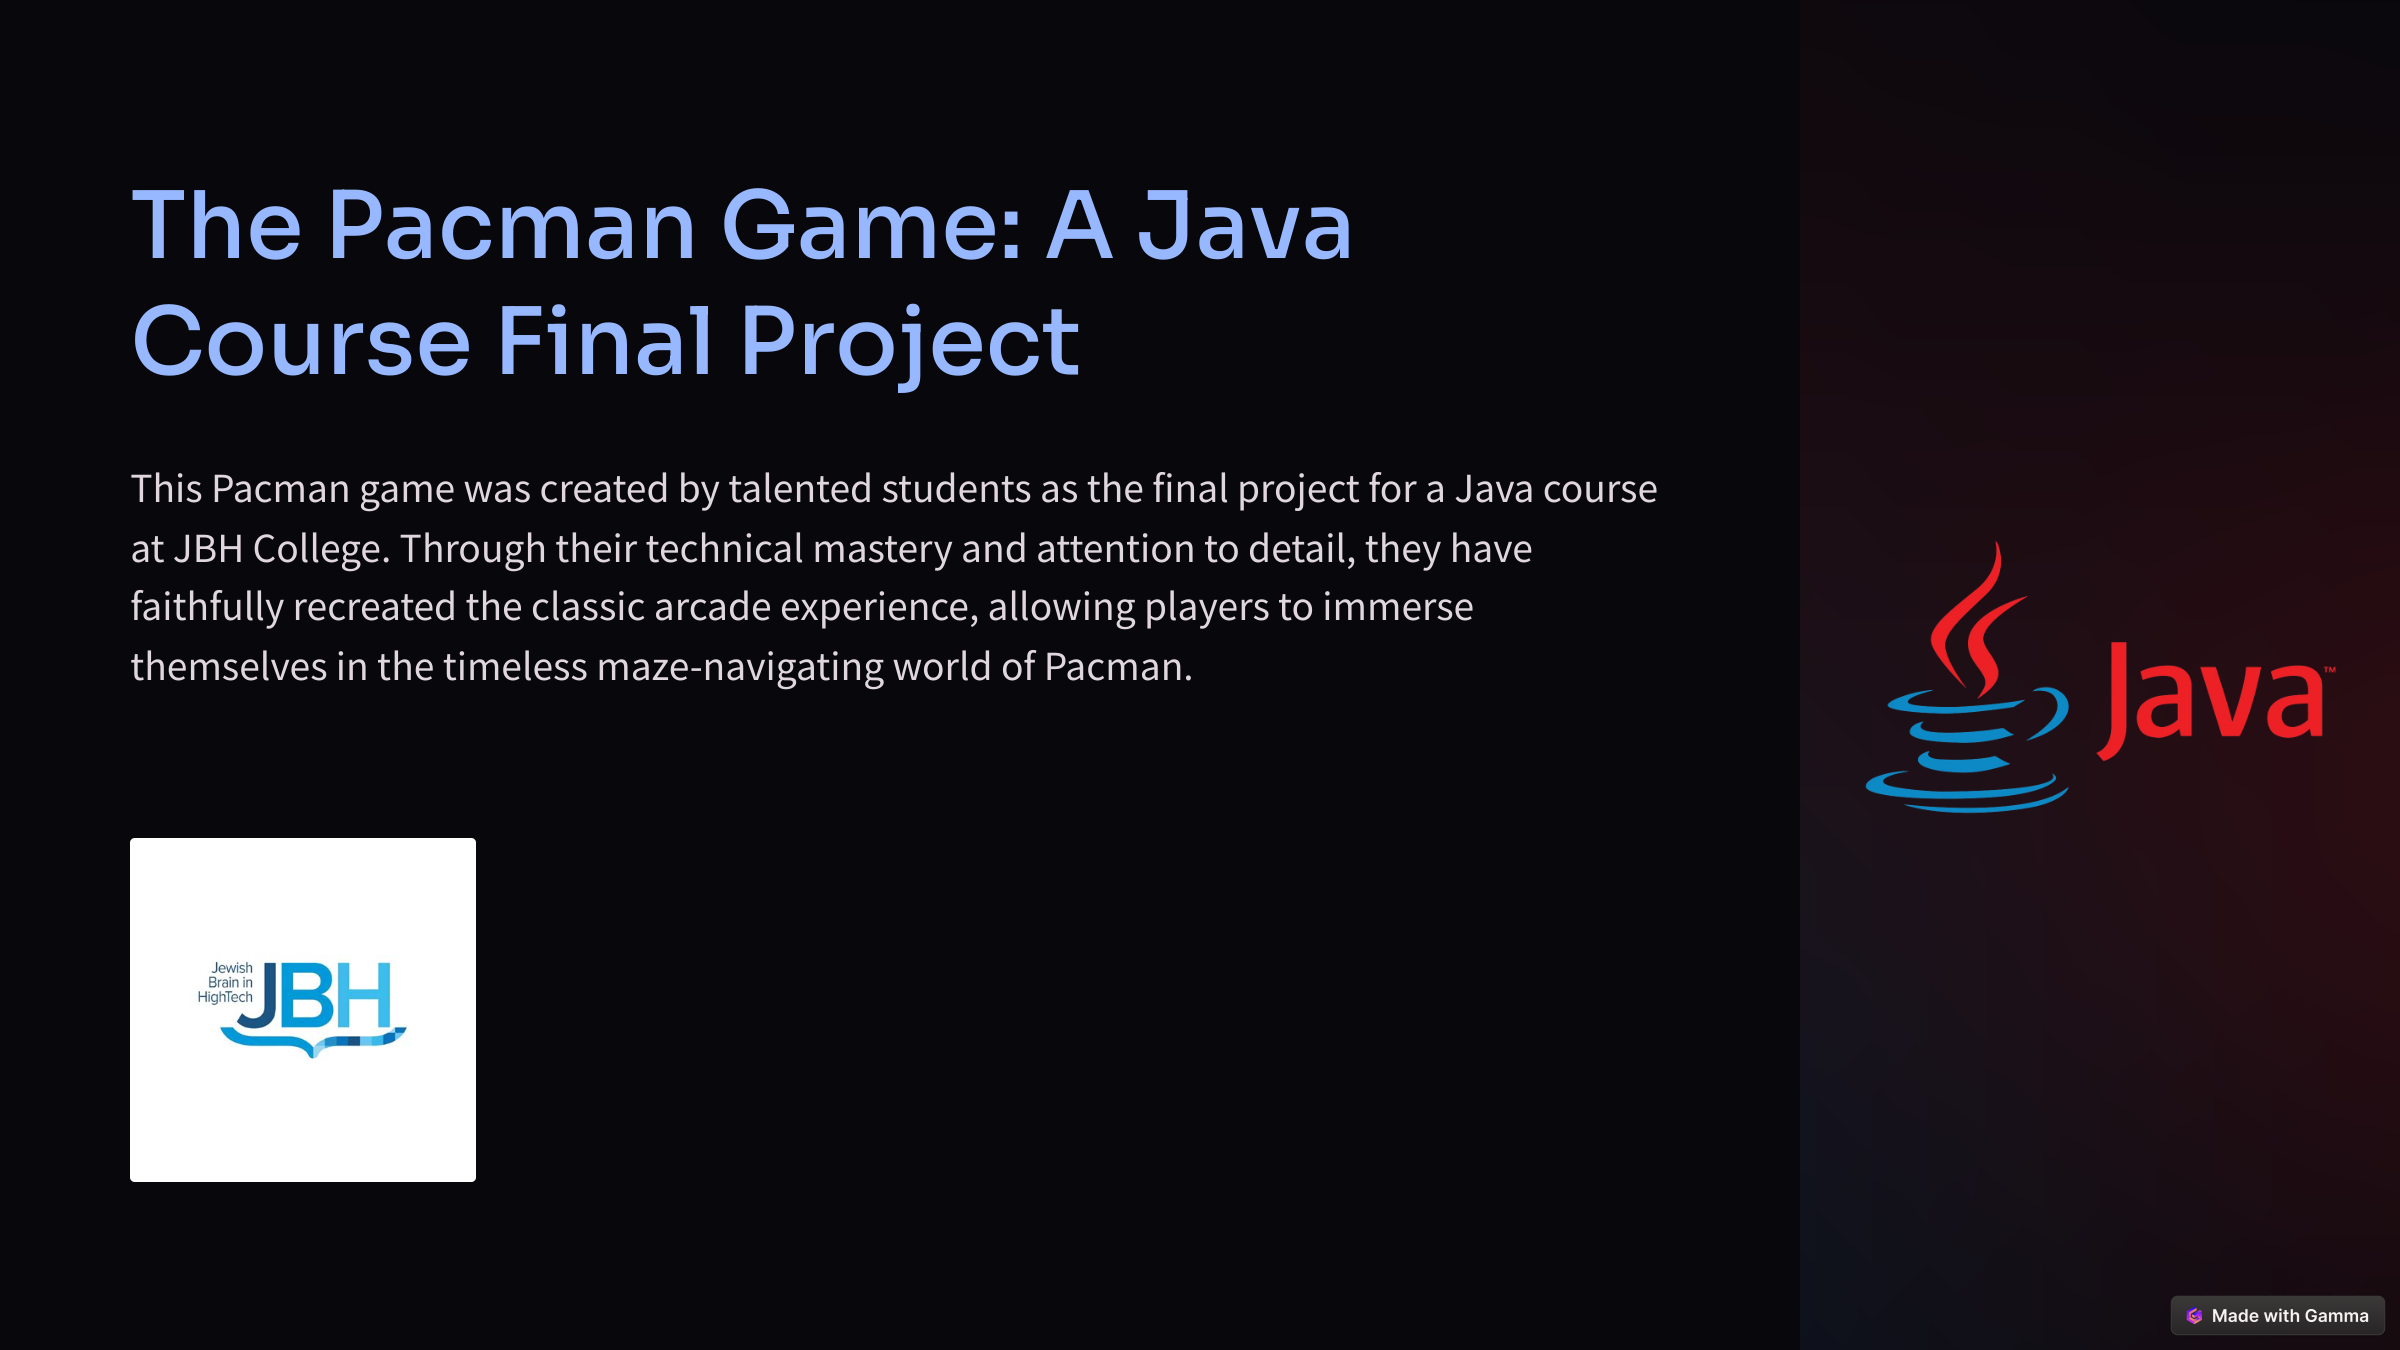 The Pacman Game: A Java
Course Final Project
This Pacman game was created by talented students as the final project for a Java course
at JBH College. Through their technical mastery and attention to detail, they have
faithfully recreated the classic arcade experience, allowing players to immerse
themselves in the timeless maze-navigating world of Pacman.
Java™
Jewish
Brain in
HighTech
JBH
Made with Gamma